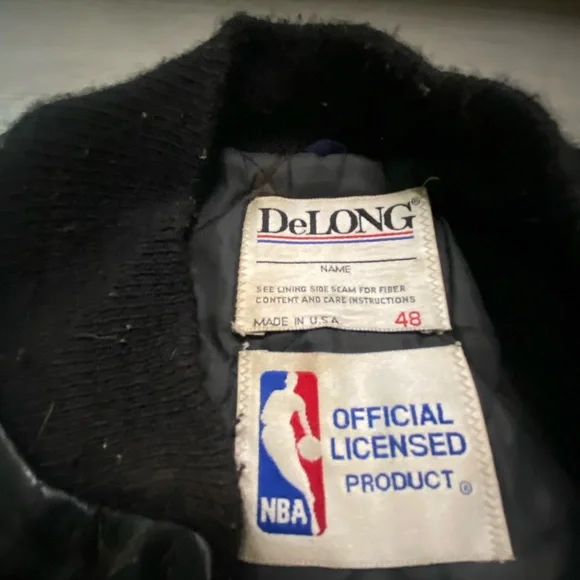 DeLONG®
NAME
SEE LINING SIDE SEAM FOR FIBER
CONTENT AND CARE INSTRUCTIONS
MADE IN U.S.A. 48
OFFICIAL
LICENSED
PRODUCT ®
NBA